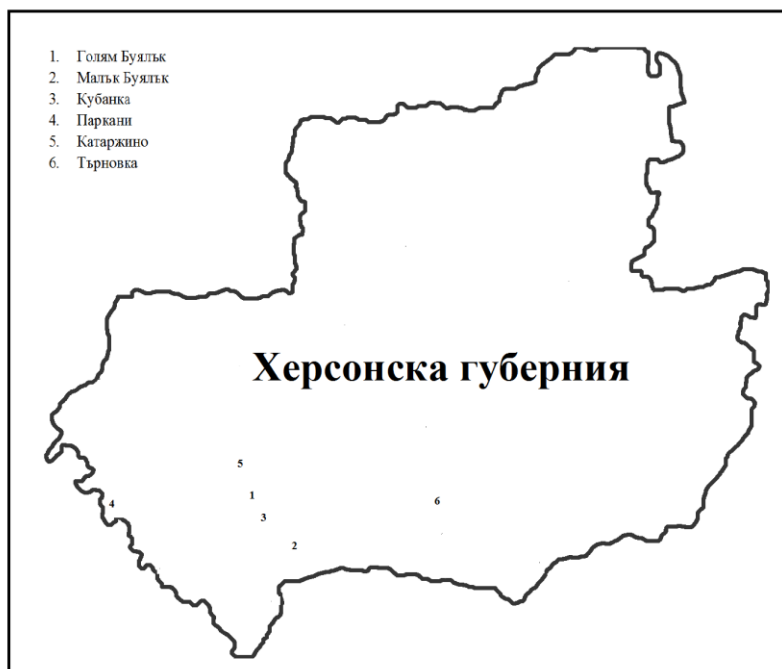 1. Голям Буялък
2. Малък Буялък
3. Кубанка
4. Паркани
5. Катаржино
6. Търновка
Херсонска губерния
5
1
4
6
3
2